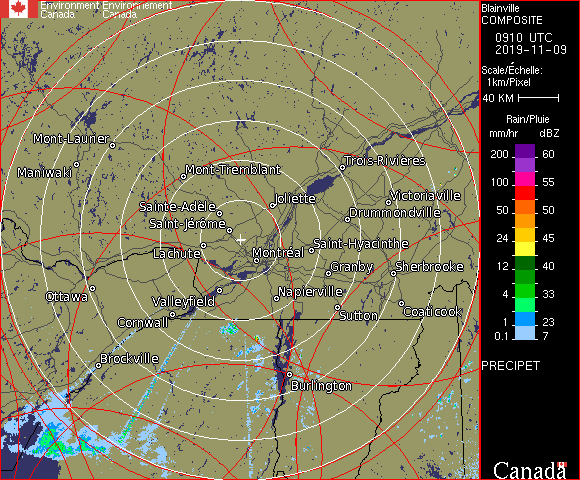 Environment Environnement
Canada Canada
Blainville
COMPOSITE
0910 UTC
2019-11-09
Scale/Échelle:
1km/Pixel
40 KM
Rain/Pluie
mm/hr dBZ
200 60
100 55
50 50
24 45
12 40
4 33
1 23
0.1 7
PRECIPET
Canada
Mont-Laurier
Maniwaki
Mont-Tremblant
Trois-Rivières
Joliette
Victoriaville
Sainte-Adèle
Drummondville
Saint-Jérôme
Saint-Hyacinthe
Lachute
Montréal
Granby
Sherbrooke
Ottawa
Valleyfield
Napierville
Cornwall
Sutton
Coaticook
Brockville
Burlington